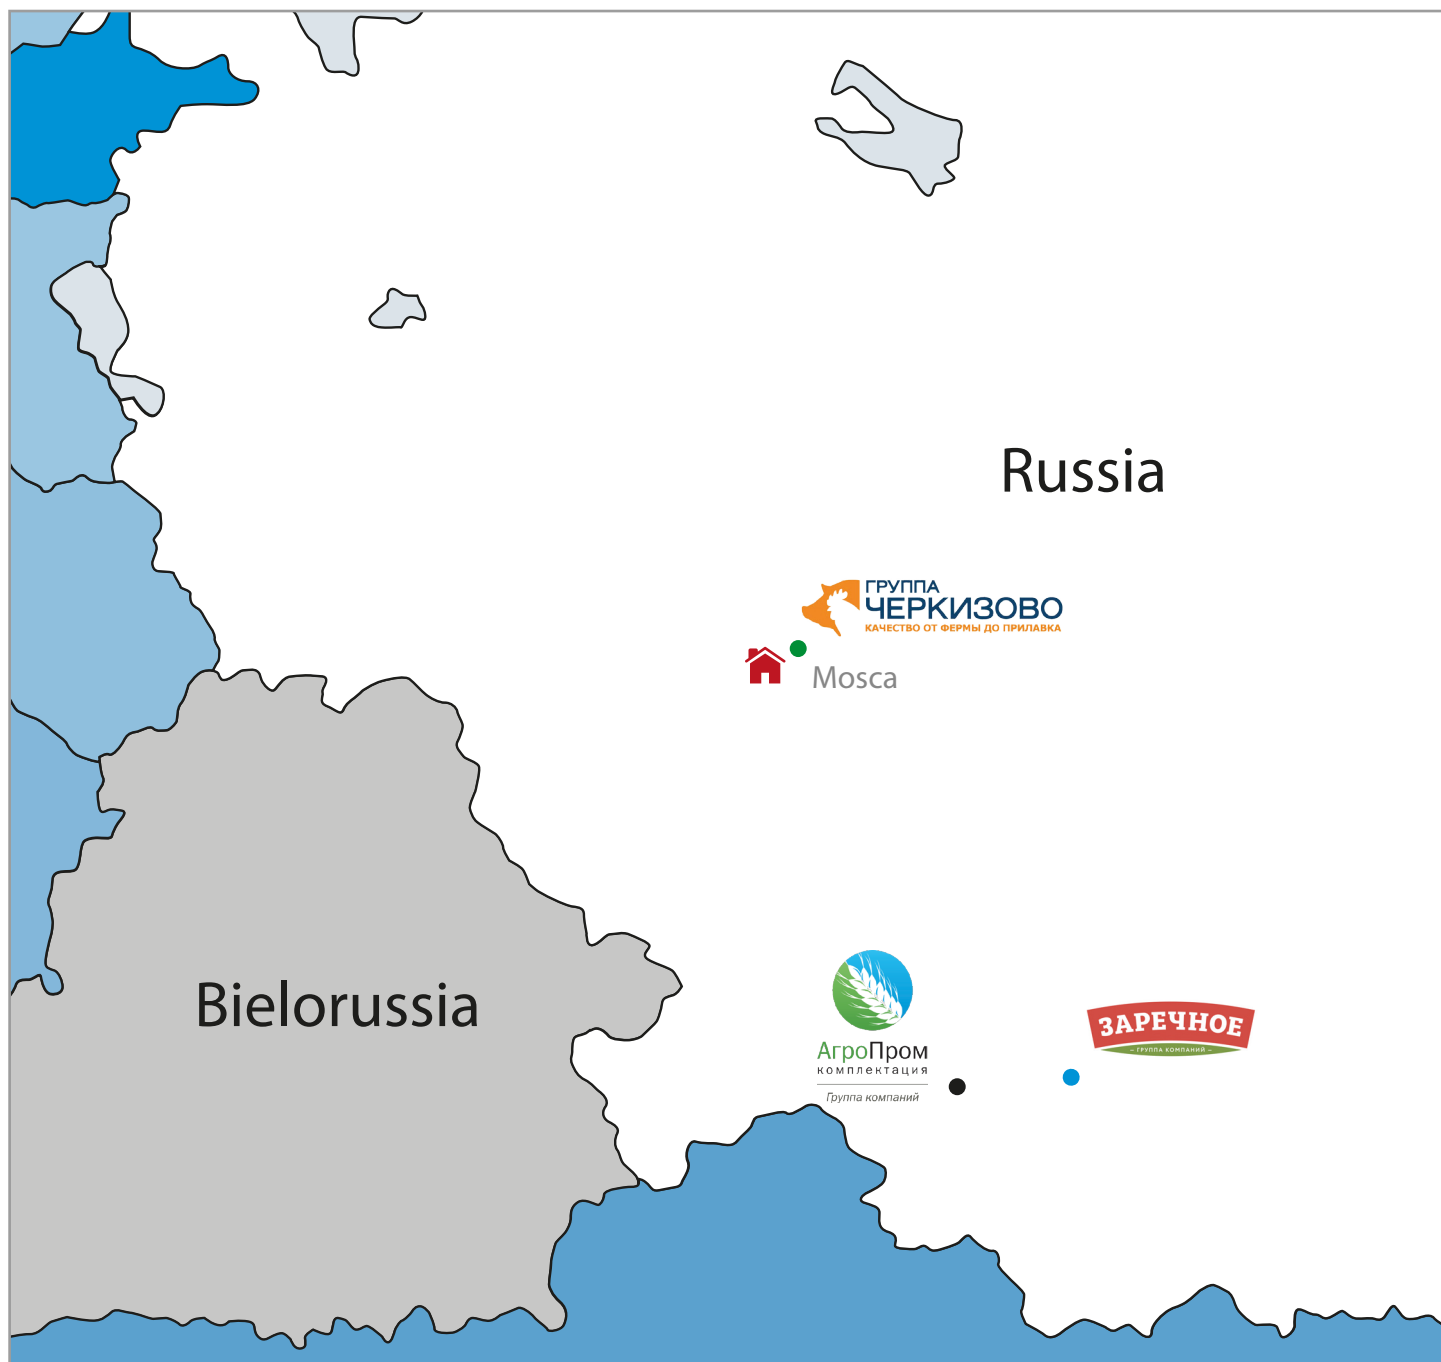 Russia
ГРУППА
ЧЕРКИЗОВО
КАЧЕСТВО ОТ ФЕРМЫ ДО ПРИЛАВКА
Mosca
Bielorussia
АгроПром
комплектация
Группа компаний
ЗАРЕЧНОЕ
– ГРУППА КОМПАНИЙ –